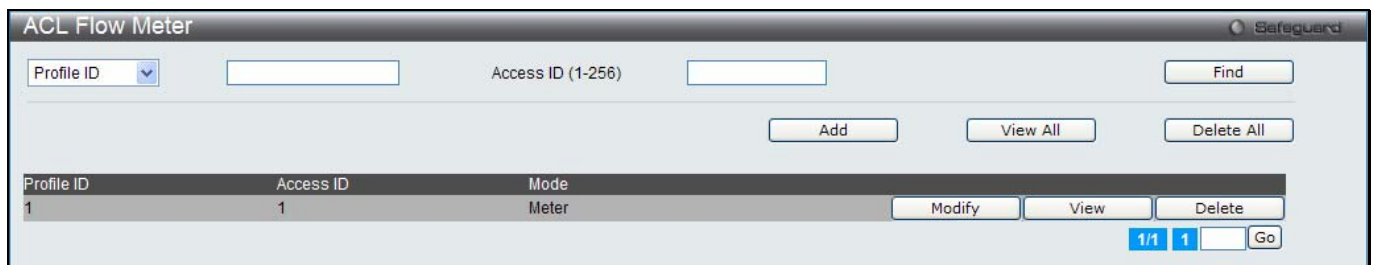 ACL Flow Meter Safeguard
Profile ID Access ID (1-256) Find
Add View All Delete All
Profile ID Access ID Mode
1 1 Meter Modify View Delete
1/1 1 Go